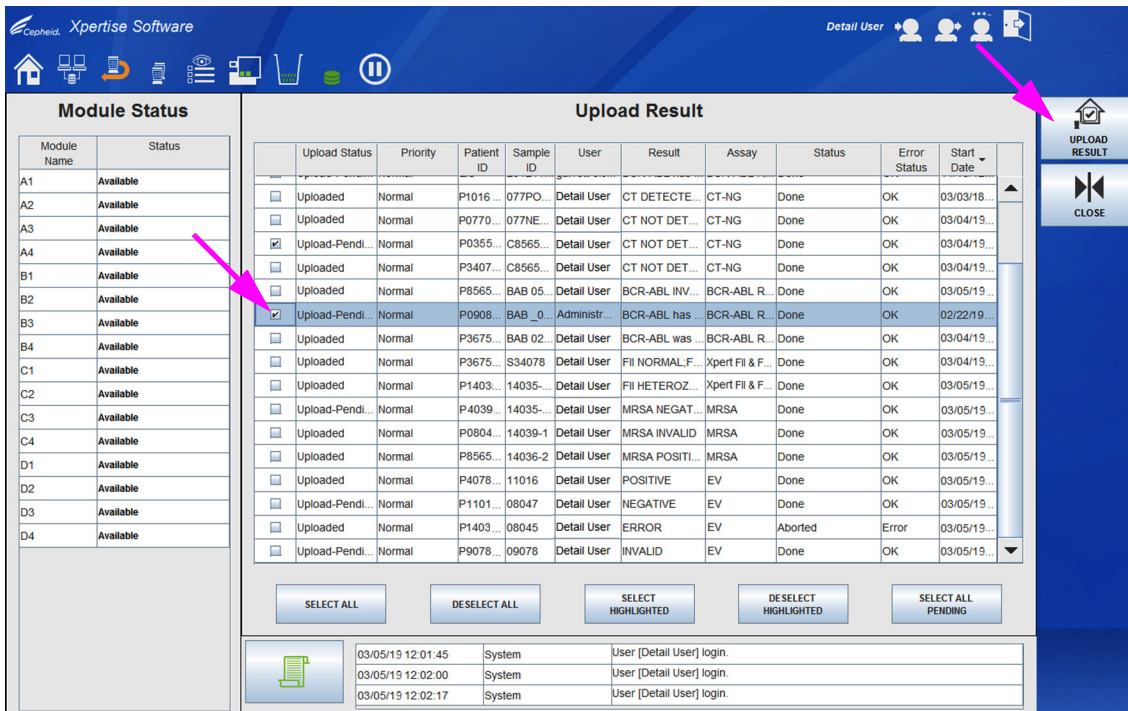 Cepheid. Xpertise Software
Detail User
Module Status
Module Name Status
A1 Available
A2 Available
A3 Available
A4 Available
B1 Available
B2 Available
B3 Available
B4 Available
C1 Available
C2 Available
C3 Available
C4 Available
D1 Available
D2 Available
D3 Available
D4 Available
Upload Result
Upload Status Priority Patient ID Sample ID User Result Assay Status Error Status Start Date
Uploaded Normal P1016... 077PO... Detail User CT DETECTE... CT-NG Done OK 03/03/18...
Uploaded Normal P0770... 077NE... Detail User CT NOT DET... CT-NG Done OK 03/04/19...
Upload-Pendi... Normal P0355... C8565... Detail User CT NOT DET... CT-NG Done OK 03/04/19...
Uploaded Normal P3407... C8565... Detail User CT NOT DET... CT-NG Done OK 03/04/19...
Uploaded Normal P8565... BAB 05... Detail User BCR-ABL INV... BCR-ABL R... Done OK 03/05/19...
Upload-Pendi... Normal P0908... BAB _0... Administr... BCR-ABL has ... BCR-ABL R... Done OK 02/22/19...
Uploaded Normal P3675... BAB 02... Detail User BCR-ABL was ... BCR-ABL R... Done OK 03/04/19...
Uploaded Normal P3675... S34078 Detail User FII NORMAL;F... Xpert FII & F... Done OK 03/04/19...
Uploaded Normal P1403... 14035-... Detail User FII HETEROZ... Xpert FII & F... Done OK 03/05/19...
Upload-Pendi... Normal P4039... 14035-... Detail User MRSA NEGAT... MRSA Done OK 03/05/19...
Uploaded Normal P0804... 14039-1 Detail User MRSA INVALID MRSA Done OK 03/05/19...
Uploaded Normal P8565... 14036-2 Detail User MRSA POSITI... MRSA Done OK 03/05/19...
Uploaded Normal P4078... 11016 Detail User POSITIVE EV Done OK 03/05/19...
Upload-Pendi... Normal P1101... 08047 Detail User NEGATIVE EV Done OK 03/05/19...
Uploaded Normal P1403... 08045 Detail User ERROR EV Aborted Error 03/05/19...
Upload-Pendi... Normal P9078... 09078 Detail User INVALID EV Done OK 03/05/19...
SELECT ALL
DESELECT ALL
SELECT HIGHLIGHTED
DESELECT HIGHLIGHTED
SELECT ALL PENDING
03/05/19 12:01:45 System User [Detail User] login.
03/05/19 12:02:00 System User [Detail User] login.
03/05/19 12:02:17 System User [Detail User] login.
UPLOAD RESULT
CLOSE